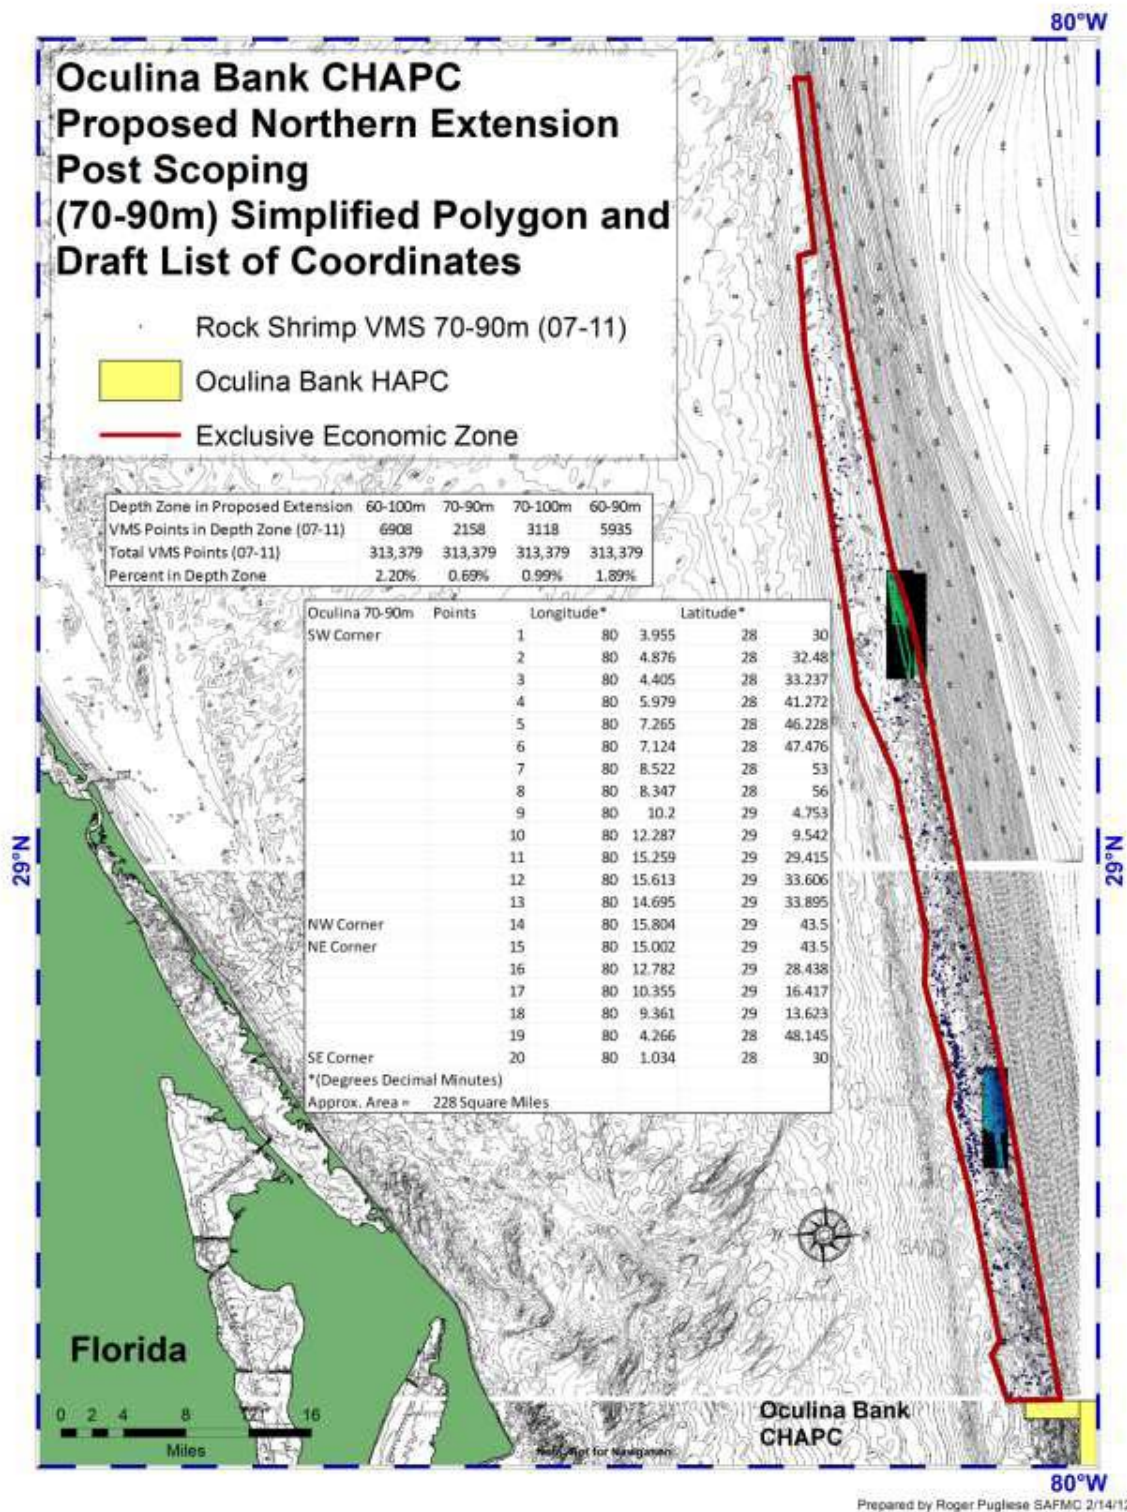 80°W
Oculina Bank CHAPC
Proposed Northern Extension
Post Scoping
(70-90m) Simplified Polygon and
Draft List of Coordinates
Rock Shrimp VMS 70-90m (07-11)
Oculina Bank HAPC
Exclusive Economic Zone
Depth Zone in Proposed Extension 60-100m 70-90m 70-100m 60-90m
VMS Points in Depth Zone (07-11) 6908 2158 3118 5935
Total VMS Points (07-11) 313,379 313,379 313,379 313,379
Percent in Depth Zone 2.20% 0.69% 0.99% 1.89%
Oculina 70-90m Points Longitude* Latitude*
SW Corner 1 80 3.955 28 30
2 80 4.876 28 32.48
3 80 4.405 28 33.237
4 80 5.979 28 41.272
5 80 7.265 28 46.228
6 80 7.124 28 47.476
7 80 8.522 28 53
8 80 8.347 28 56
9 80 10.2 29 4.753
10 80 12.287 29 9.542
11 80 15.259 29 29.415
12 80 15.613 29 33.606
13 80 14.695 29 33.895
NW Corner 14 80 15.804 29 43.5
NE Corner 15 80 15.002 29 43.5
16 80 12.782 29 28.438
17 80 10.355 29 16.417
18 80 9.361 29 13.623
19 80 4.266 28 48.145
SE Corner 20 80 1.034 28 30
*(Degrees Decimal Minutes)
Approx. Area = 228 Square Miles
29°N
29°N
SAND
Florida
0 2 4 8 12 16
Miles
Oculina Bank
CHAPC
Not for Navigation
80°W
Prepared by Roger Pugliese SAFMC 2/14/12